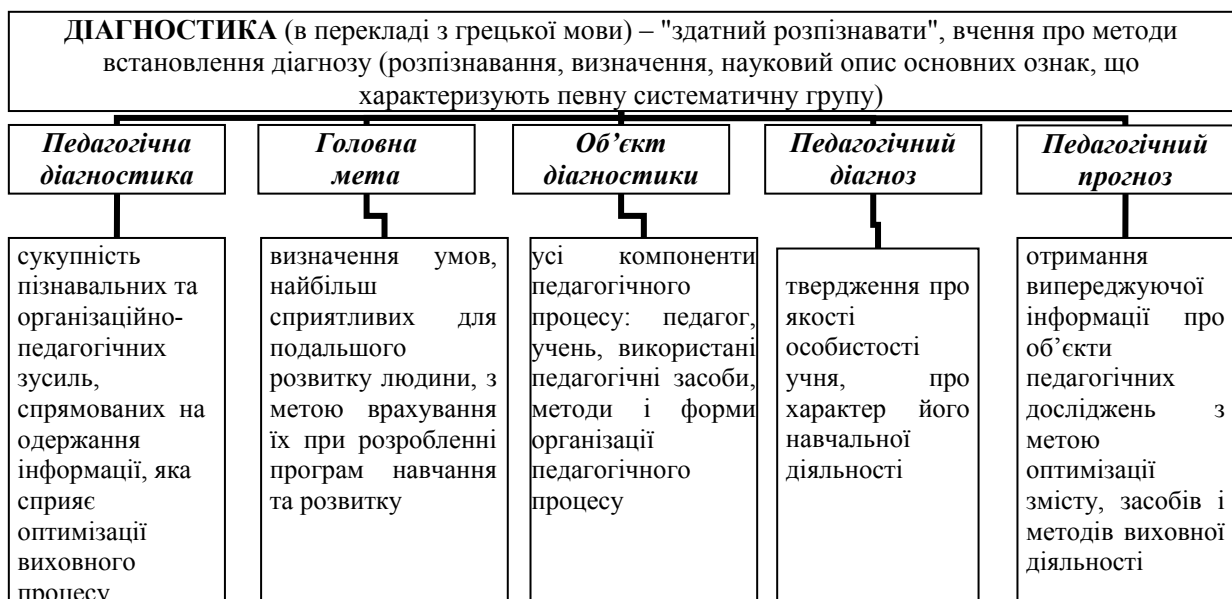 ДІАГНОСТИКА (в перекладі з грецької мови) – "здатний розпізнавати", вчення про методи
встановлення діагнозу (розпізнавання, визначення, науковий опис основних ознак, що
характеризують певну систематичну групу)
Педагогічна
діагностика
Головна
мета
Об’єкт
діагностики
Педагогічний
діагноз
Педагогічний
прогноз
сукупність
пізнавальних та
організаційно-
педагогічних
зусиль,
спрямованих на
одержання
інформації, яка
сприяє
оптимізації
виховного
процесу
визначення умов,
найбільш
сприятливих для
подальшого
розвитку людини, з
метою врахування
їх при розробленні
програм навчання
та розвитку
усі компоненти
педагогічного
процесу: педагог,
учень, використані
педагогічні засоби,
методи і форми
організації
педагогічного
процесу
твердження про
якості
особистості
учня, про
характер його
навчальної
діяльності
отримання
випереджуючої
інформації про
об’єкти
педагогічних
досліджень з
метою
оптимізації
змісту, засобів і
методів виховної
діяльності